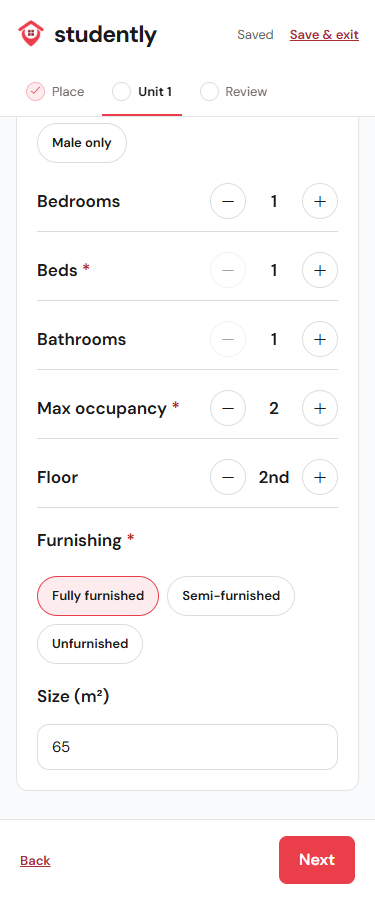 studently
Saved Save & exit
Place Unit 1 Review
Male only
Bedrooms − 1 +
Beds * − 1 +
Bathrooms − 1 +
Max occupancy * − 2 +
Floor − 2nd +
Furnishing *
Fully furnished Semi-furnished
Unfurnished
Size (m²)
65
Back Next